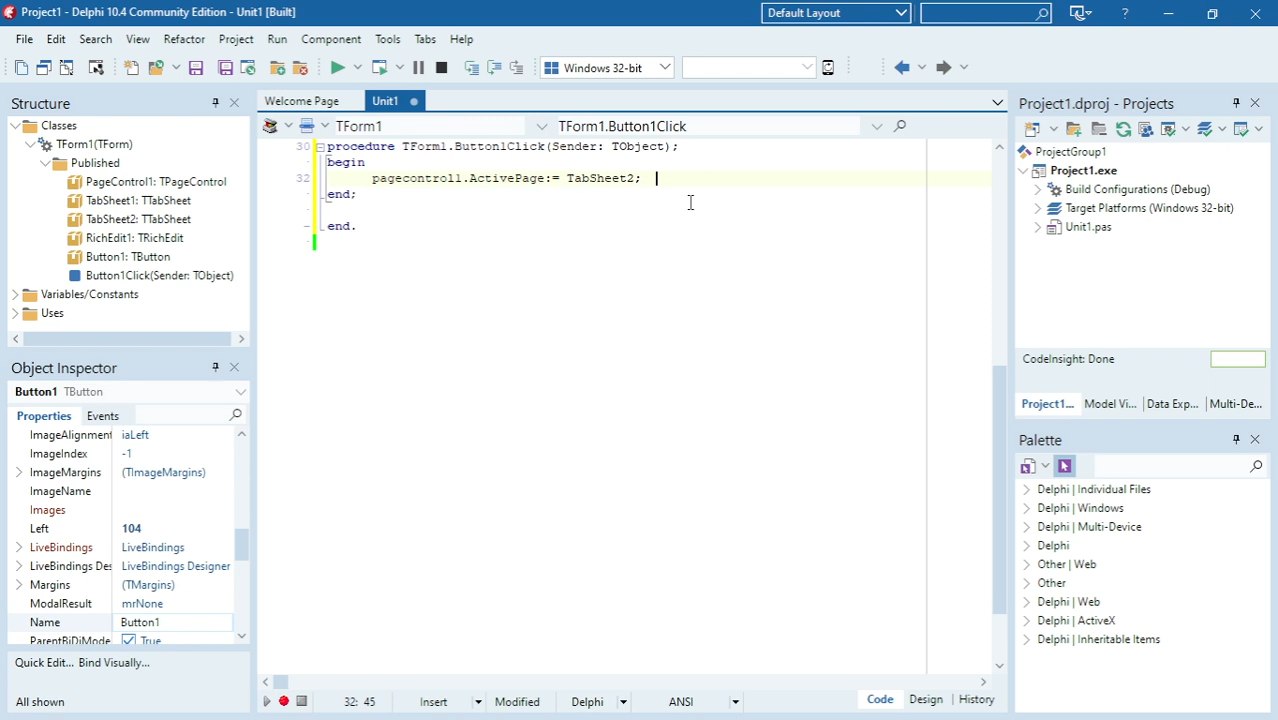 Project1 - Delphi 10.4 Community Edition - Unit1 [Built]
Default Layout
?
File Edit Search View Refactor Project Run Component Tools Tabs Help
Windows 32-bit
Structure
Classes
TForm1(TForm)
Published
PageControl1: TPageControl
TabSheet1: TTabSheet
TabSheet2: TTabSheet
RichEdit1: TRichEdit
Button1: TButton
Button1Click(Sender: TObject)
Variables/Constants
Uses
Object Inspector
Button1 TButton
Properties Events
ImageAlignment iaLeft
ImageIndex -1
ImageMargins (TImageMargins)
ImageName
Images
Left 104
LiveBindings LiveBindings
LiveBindings Des LiveBindings Designer
Margins (TMargins)
ModalResult mrNone
Name Button1
ParentBiDiMode True
Quick Edit... Bind Visually...
All shown
Welcome Page Unit1
TForm1 TForm1.Button1Click
30 procedure TForm1.Button1Click(Sender: TObject);
begin
32 pagecontrol1.ActivePage:= TabSheet2;
end;
end.
32: 45 Insert Modified Delphi ANSI Code Design History
Project1.dproj - Projects
ProjectGroup1
Project1.exe
Build Configurations (Debug)
Target Platforms (Windows 32-bit)
Unit1.pas
CodeInsight: Done
Project1... Model Vi... Data Exp... Multi-De...
Palette
Delphi | Individual Files
Delphi | Windows
Delphi | Multi-Device
Delphi
Other | Web
Other
Delphi | Web
Delphi | ActiveX
Delphi | Inheritable Items